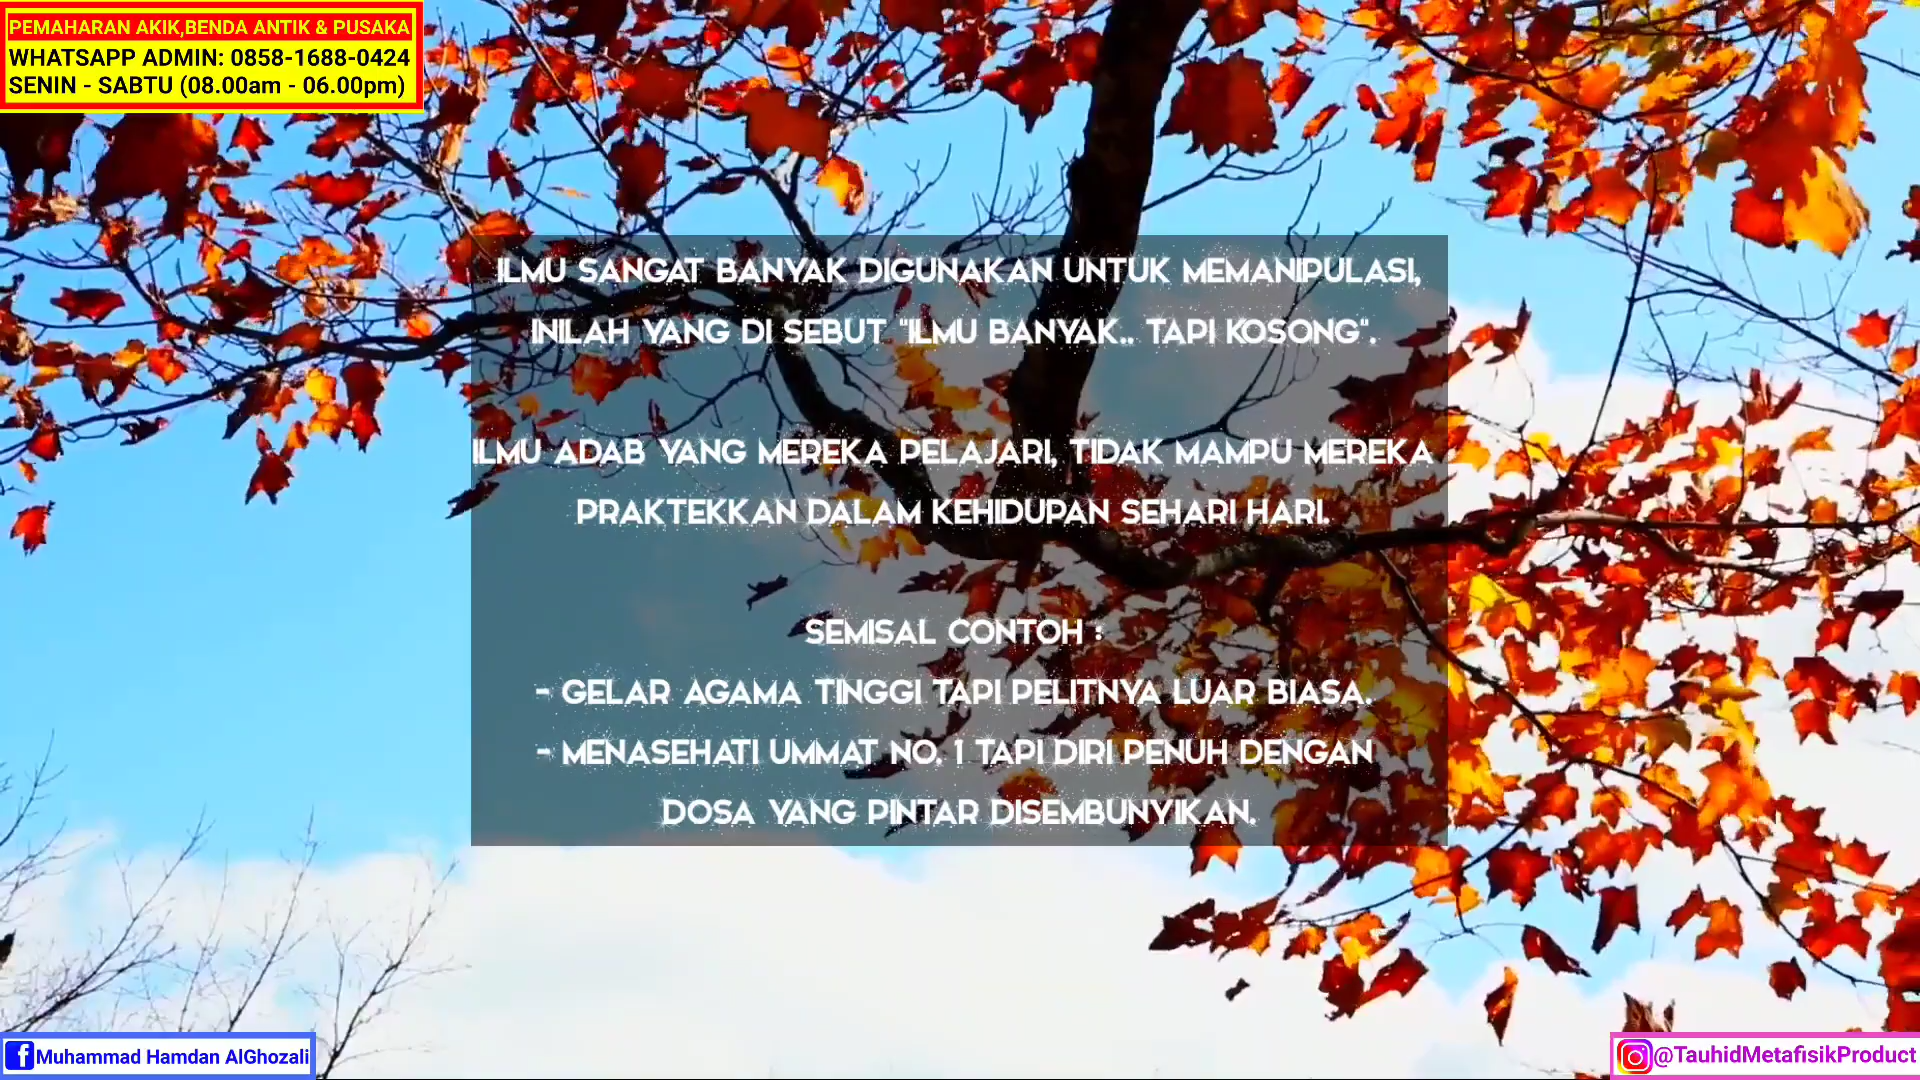 PEMAHARAN AKIK,BENDA ANTIK & PUSAKA
WHATSAPP ADMIN: 0858-1688-0424
SENIN - SABTU (08.00am - 06.00pm)
ILMU SANGAT BANYAK DIGUNAKAN UNTUK MEMANIPULASI,
INILAH YANG DI SEBUT "ILMU BANYAK.. TAPI KOSONG".
ILMU ADAB YANG MEREKA PELAJARI, TIDAK MAMPU MEREKA
PRAKTEKKAN DALAM KEHIDUPAN SEHARI HARI.
SEMISAL CONTOH :
- GELAR AGAMA TINGGI TAPI PELITNYA LUAR BIASA.
- MENASEHATI UMMAT NO. 1 TAPI DIRI PENUH DENGAN
DOSA YANG PINTAR DISEMBUNYIKAN.
Muhammad Hamdan AlGhozali
@TauhidMetafisikProduct